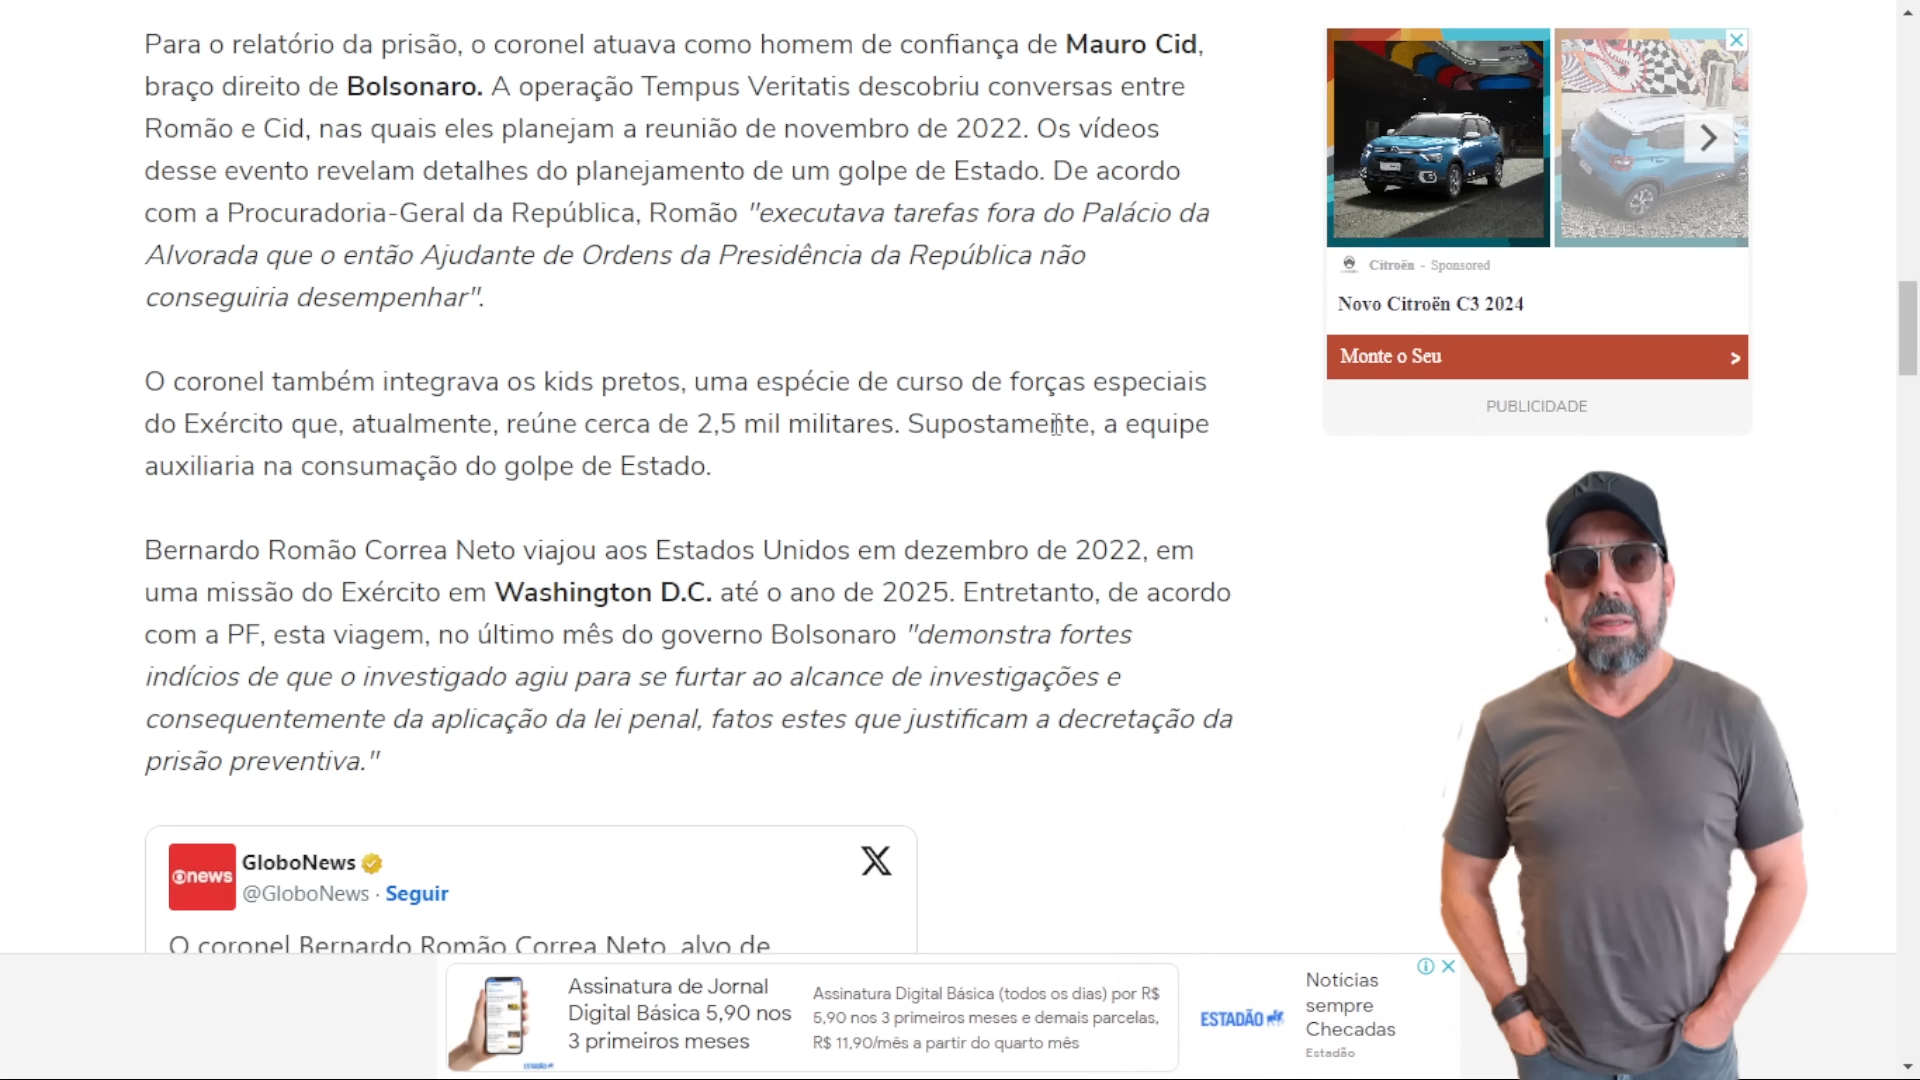 Para o relatório da prisão, o coronel atuava como homem de confiança de Mauro Cid,
braço direito de Bolsonaro. A operação Tempus Veritatis descobriu conversas entre
Romão e Cid, nas quais eles planejam a reunião de novembro de 2022. Os vídeos
desse evento revelam detalhes do planejamento de um golpe de Estado. De acordo
com a Procuradoria-Geral da República, Romão "executava tarefas fora do Palácio da
Alvorada que o então Ajudante de Ordens da Presidência da República não
conseguiria desempenhar".
O coronel também integrava os kids pretos, uma espécie de curso de forças especiais
do Exército que, atualmente, reúne cerca de 2,5 mil militares. Supostamente, a equipe
auxiliaria na consumação do golpe de Estado.
Bernardo Romão Correa Neto viajou aos Estados Unidos em dezembro de 2022, em
uma missão do Exército em Washington D.C. até o ano de 2025. Entretanto, de acordo
com a PF, esta viagem, no último mês do governo Bolsonaro "demonstra fortes
indícios de que o investigado agiu para se furtar ao alcance de investigações e
consequentemente da aplicação da lei penal, fatos estes que justificam a decretação da
prisão preventiva."
news
GloboNews
@GloboNews · Seguir
O coronel Bernardo Romão Correa Neto, alvo de
Citroën - Sponsored
Novo Citroën C3 2024
Monte o Seu >
PUBLICIDADE
NY
Assinatura de Jornal
Digital Básica 5,90 nos
3 primeiros meses
Assinatura Digital Básica (todos os dias) por R$
5,90 nos 3 primeiros meses e demais parcelas,
R$ 11,90/mês a partir do quarto mês
ESTADÃO
ESTADÃO
Notícias
sempre
Checadas
Estadão